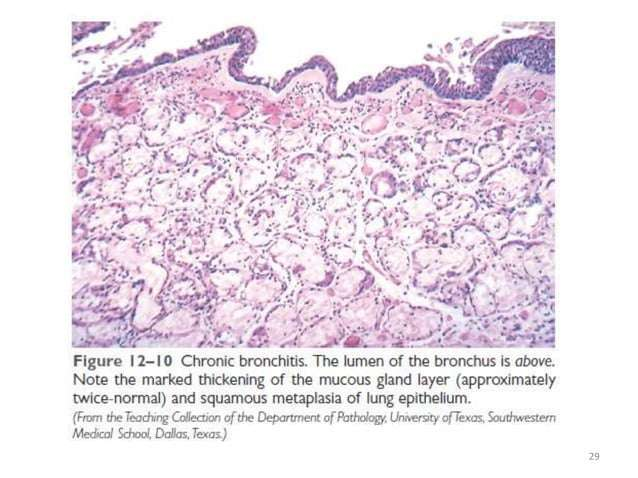 Figure 12–10 Chronic bronchitis. The lumen of the bronchus is above.
Note the marked thickening of the mucous gland layer (approximately
twice-normal) and squamous metaplasia of lung epithelium.
(From the Teaching Collection of the Department of Pathology, University of Texas, Southwestern
Medical School, Dallas, Texas.)
29